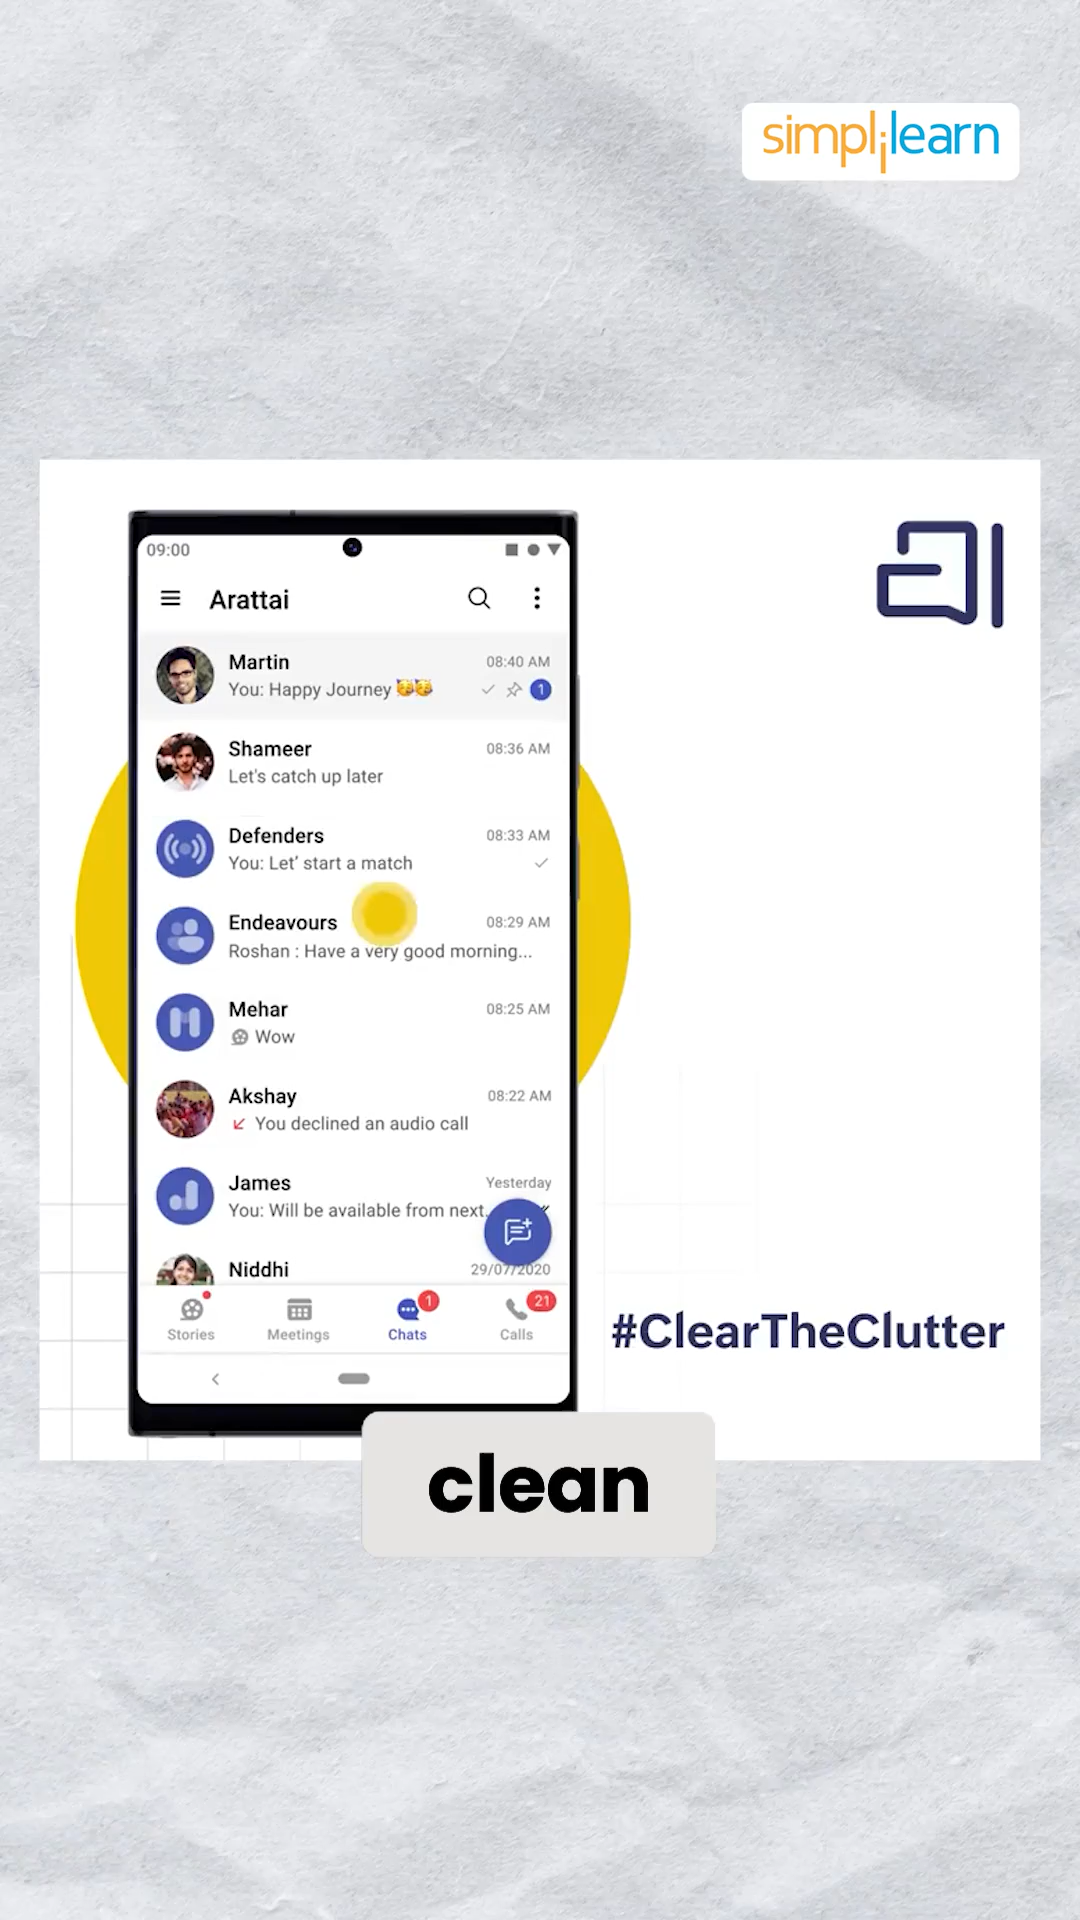 simplilearn
09:00
Arattai
Martin
08:40 AM
You: Happy Journey 🥳🥳
1
Shameer
08:36 AM
Let's catch up later
Defenders
08:33 AM
You: Let’ start a match
Endeavours
08:29 AM
Roshan : Have a very good morning...
Mehar
08:25 AM
Wow
Akshay
08:22 AM
You declined an audio call
James
Yesterday
You: Will be available from next.
Niddhi
29/07/2020
1
21
Stories
Meetings
Chats
Calls
#ClearTheClutter
clean